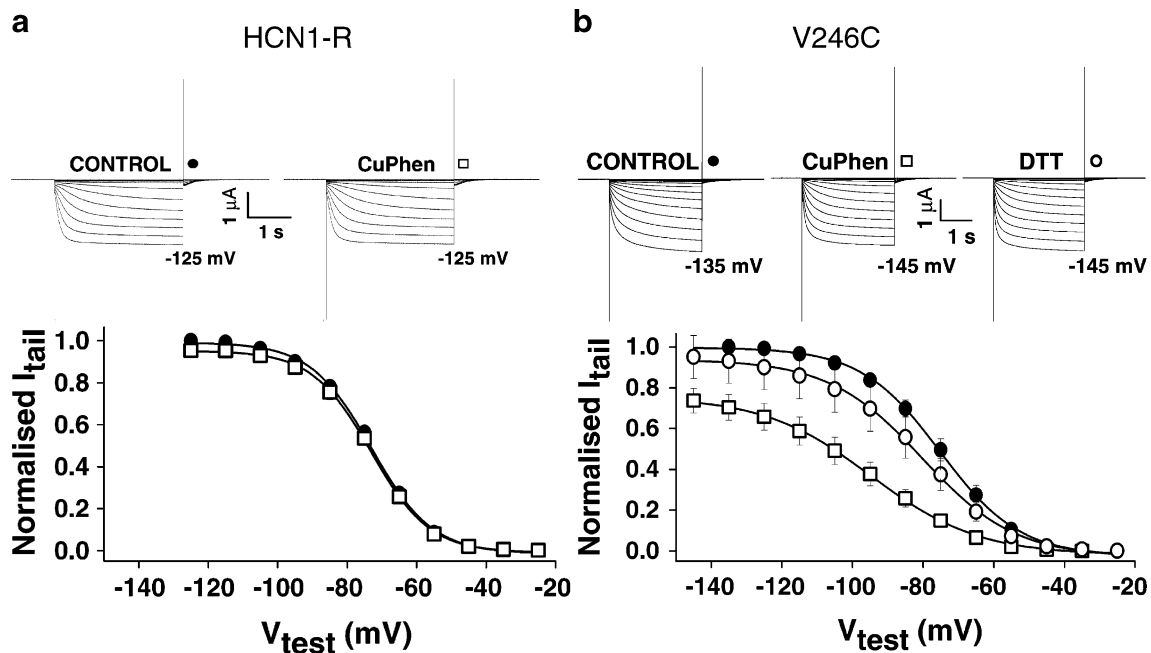 a
HCN1-R
CONTROL
CuPhen
1 µA
1 s
-125 mV
-125 mV
Normalised Itail
1.0
0.8
0.6
0.4
0.2
0.0
-140 -120 -100 -80 -60 -40 -20
Vtest (mV)
b
V246C
CONTROL
CuPhen
DTT
1 µA
1 s
-135 mV
-145 mV
-145 mV
Normalised Itail
1.0
0.8
0.6
0.4
0.2
0.0
-140 -120 -100 -80 -60 -40 -20
Vtest (mV)